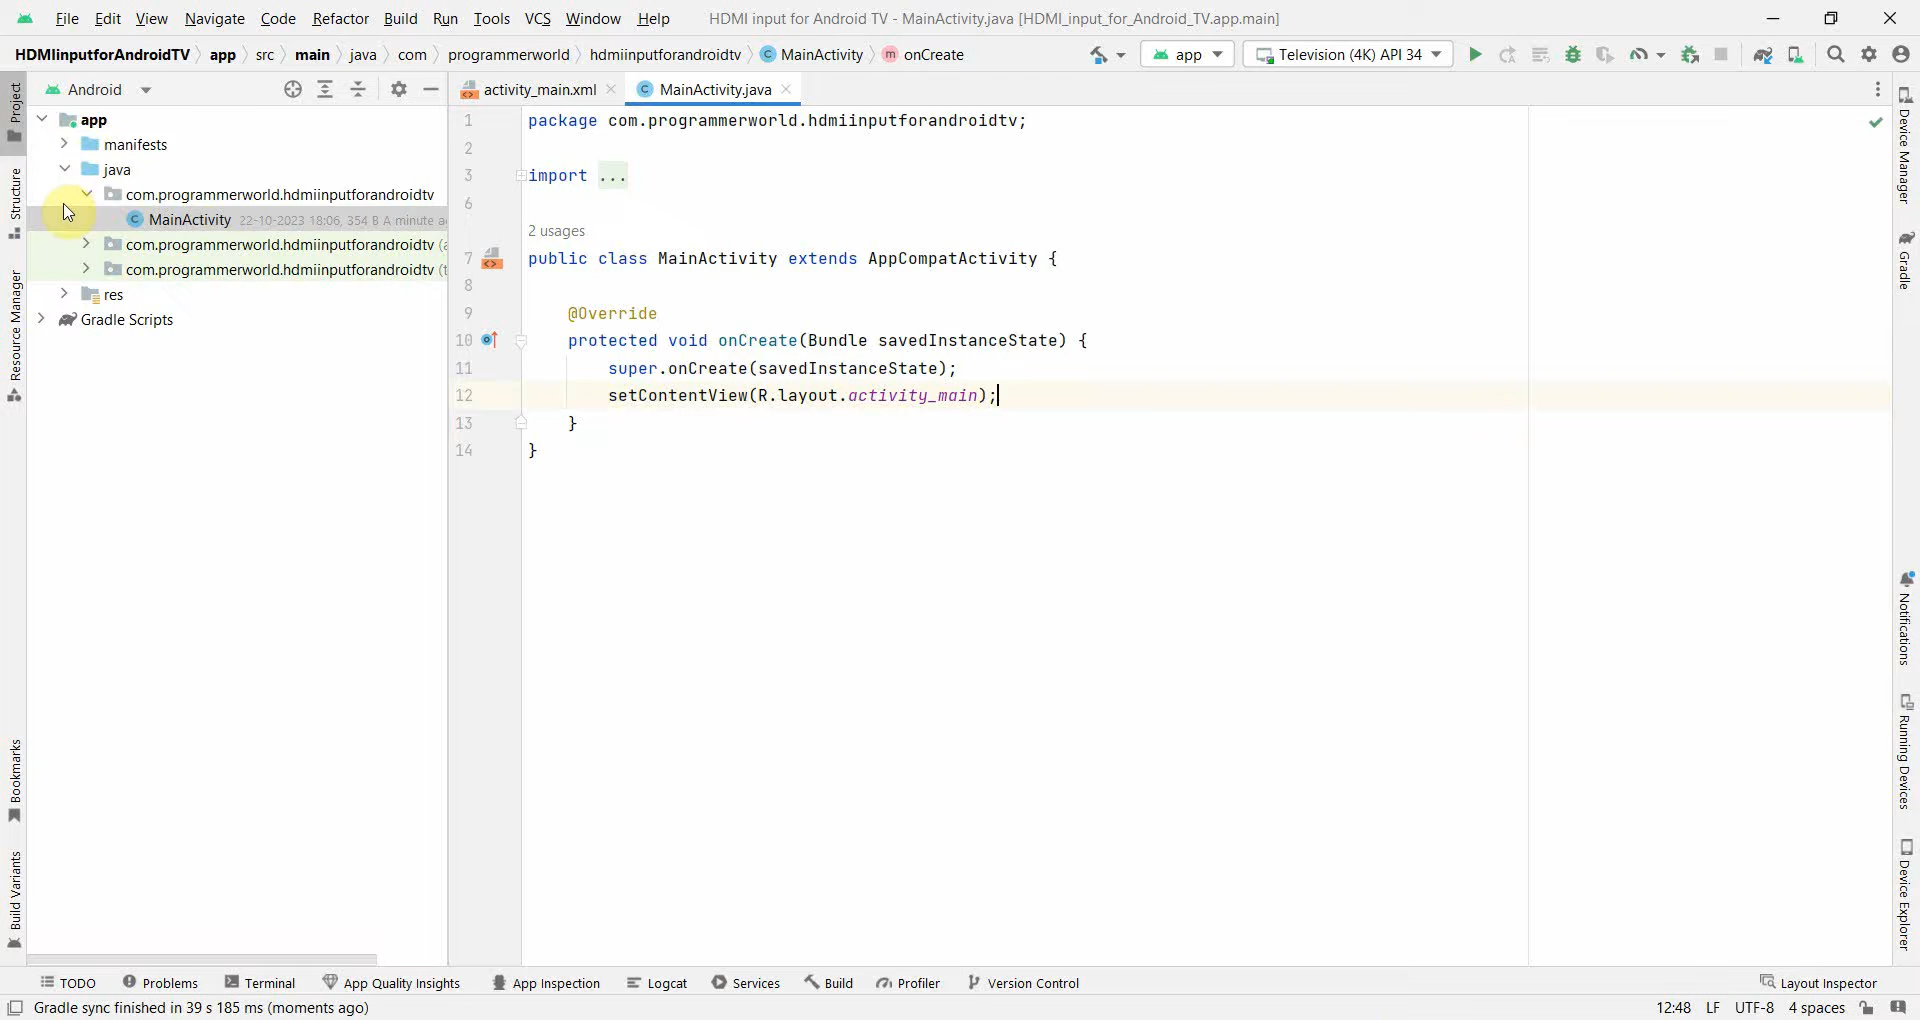 File Edit View Navigate Code Refactor Build Run Tools VCS Window Help HDMI input for Android TV - MainActivity.java [HDMI_input_for_Android_TV.app.main]
HDMIinputforAndroidTV app src main java com programmerworld hdmiinputforandroidtv C MainActivity m onCreate app Television (4K) API 34
Android
activity_main.xml
C MainActivity.java
app
manifests
java
com.programmerworld.hdmiinputforandroidtv
C MainActivity 22-10-2023 18:06, 354 B A minute a
com.programmerworld.hdmiinputforandroidtv (a
com.programmerworld.hdmiinputforandroidtv (t
res
Gradle Scripts
1 package com.programmerworld.hdmiinputforandroidtv;
2
3 import ...
6
2 usages
7 public class MainActivity extends AppCompatActivity {
8
9 @Override
10 protected void onCreate(Bundle savedInstanceState) {
11 super.onCreate(savedInstanceState);
12 setContentView(R.layout.activity_main);
13 }
14 }
Project
Structure
Resource Manager
Bookmarks
Build Variants
Device Manager
Gradle
Notifications
Running Devices
Device Explorer
TODO Problems Terminal App Quality Insights App Inspection Logcat Services Build Profiler Version Control Layout Inspector
Gradle sync finished in 39 s 185 ms (moments ago) 12:48 LF UTF-8 4 spaces